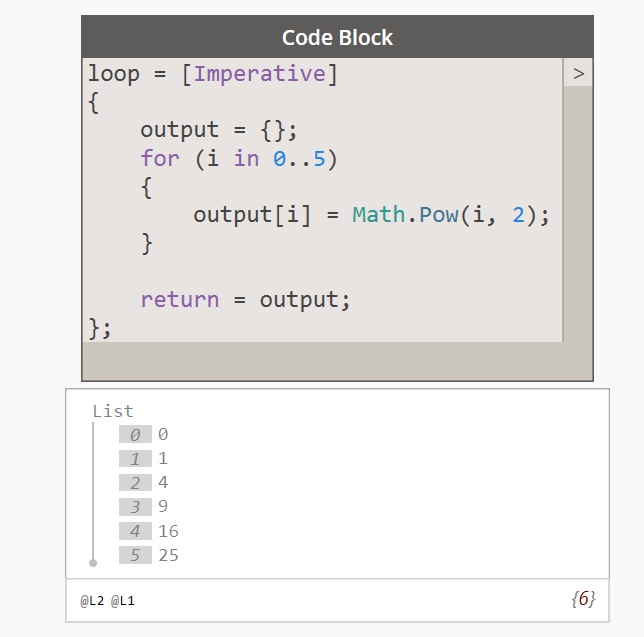 Code Block
loop = [Imperative]
>
{
    output = {};
    for (i in 0..5)
    {
        output[i] = Math.Pow(i, 2);
    }
    return = output;
};
List
0 0
1 1
2 4
3 9
4 16
5 25
@L2 @L1
{6}